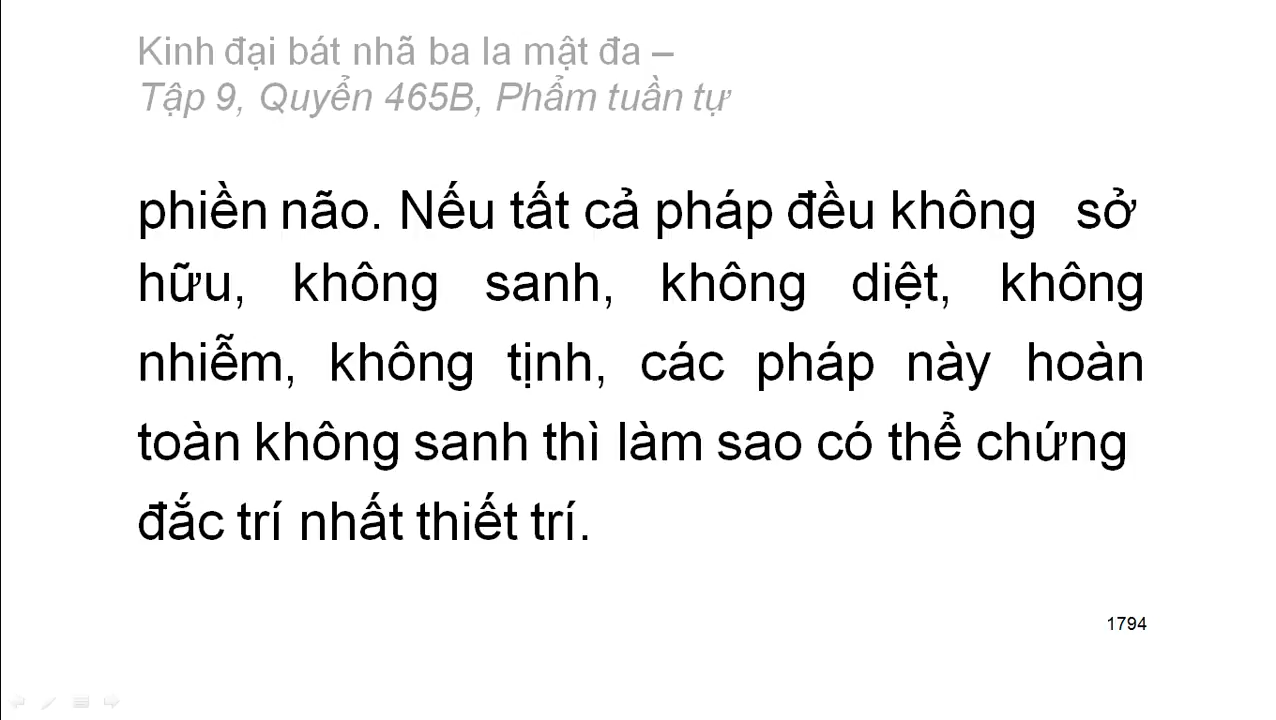 Kinh đại bát nhã ba la mật đa –
Tập 9, Quyển 465B, Phẩm tuần tự
phiền não. Nếu tất cả pháp đều không sở
hữu, không sanh, không diệt, không
nhiễm, không tịnh, các pháp này hoàn
toàn không sanh thì làm sao có thể chứng
đắc trí nhất thiết trí.
1794